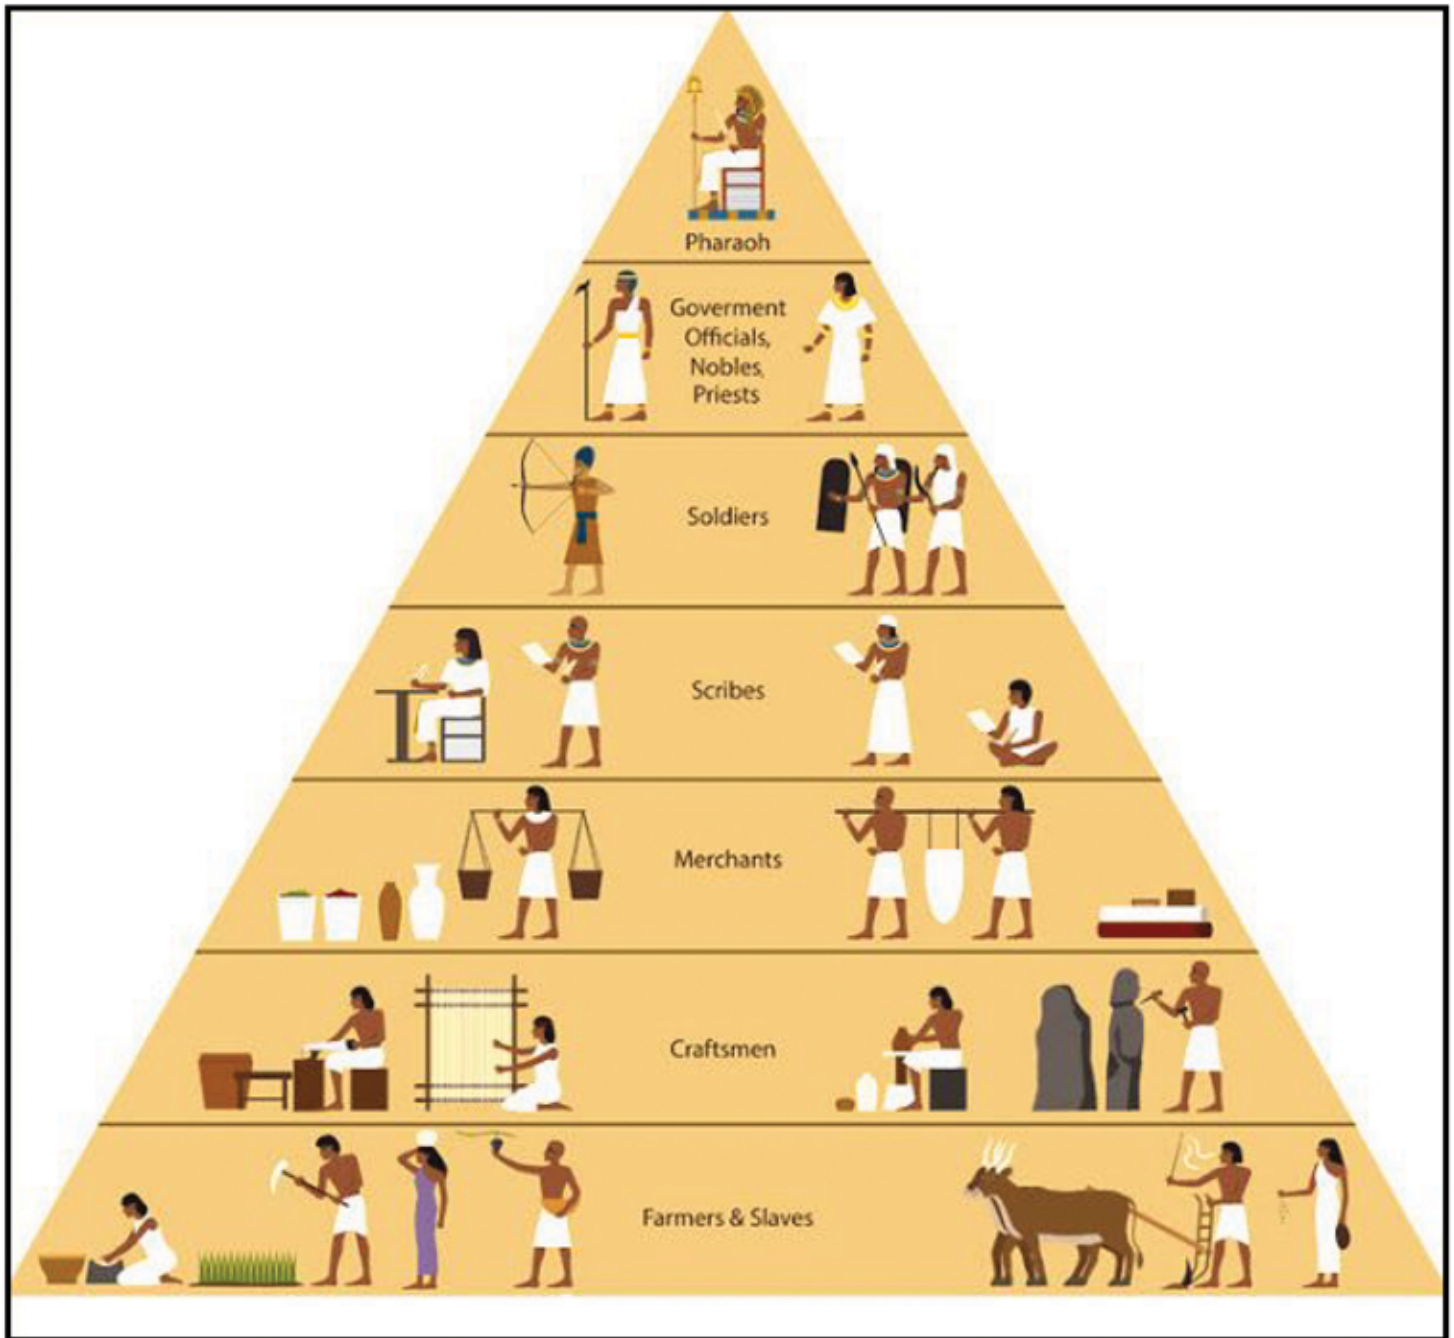 Pharaoh
Goverment
Officials,
Nobles,
Priests
Soldiers
Scribes
Merchants
Craftsmen
Farmers & Slaves